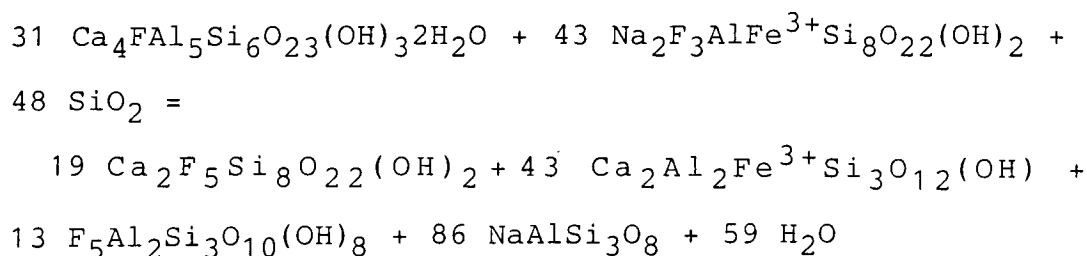 31 Ca₄FAl₅Si₆O₂₃(OH)₃2H₂O + 43 Na₂F₃AlFe³⁺Si₈O₂₂(OH)₂ +
48 SiO₂ =
19 Ca₂F₅Si₈O₂₂(OH)₂ + 43 Ca₂Al₂Fe³⁺Si₃O₁₂(OH) +
13 F₅Al₂Si₃O₁₀(OH)₈ + 86 NaAlSi₃O₈ + 59 H₂O